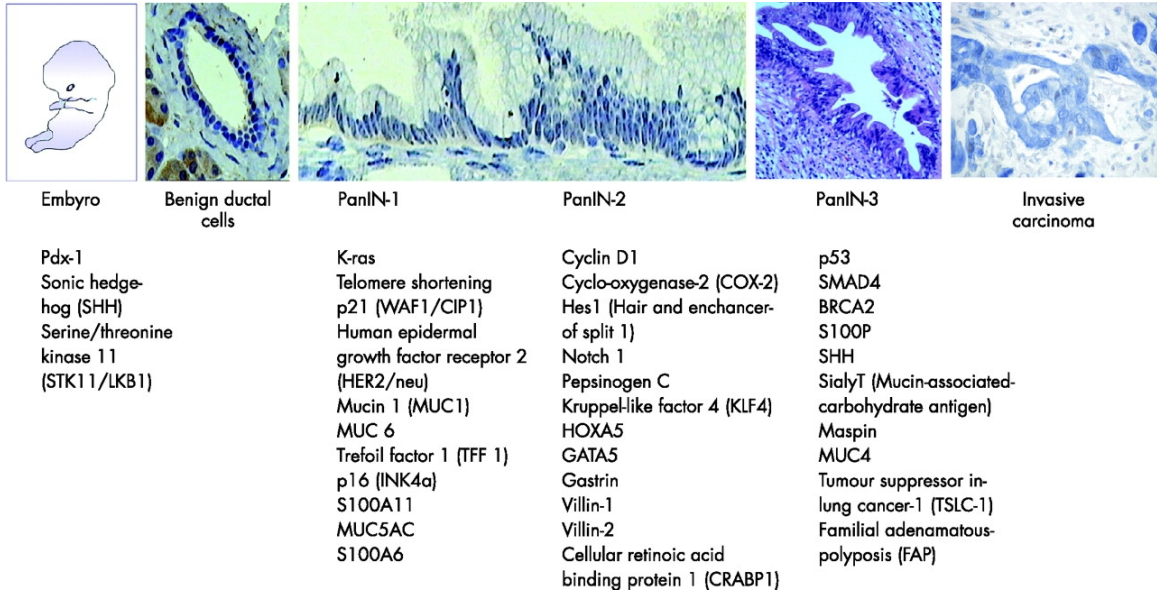 Embyro
Benign ductal
cells
PanIN-1
PanIN-2
PanIN-3
Invasive
carcinoma
Pdx-1
Sonic hedge-
hog (SHH)
Serine/threonine
kinase 11
(STK11/LKB1)
K-ras
Telomere shortening
p21 (WAF1/CIP1)
Human epidermal
growth factor receptor 2
(HER2/neu)
Mucin 1 (MUC1)
MUC 6
Trefoil factor 1 (TFF 1)
p16 (INK4a)
S100A11
MUC5AC
S100A6
Cyclin D1
Cyclo-oxygenase-2 (COX-2)
Hes1 (Hair and enchancer-
of split 1)
Notch 1
Pepsinogen C
Kruppel-like factor 4 (KLF4)
HOXA5
GATA5
Gastrin
Villin-1
Villin-2
Cellular retinoic acid
binding protein 1 (CRABP1)
p53
SMAD4
BRCA2
S100P
SHH
SialyT (Mucin-associated-
carbohydrate antigen)
Maspin
MUC4
Tumour suppressor in-
lung cancer-1 (TSLC-1)
Familial adenamatous-
polyposis (FAP)